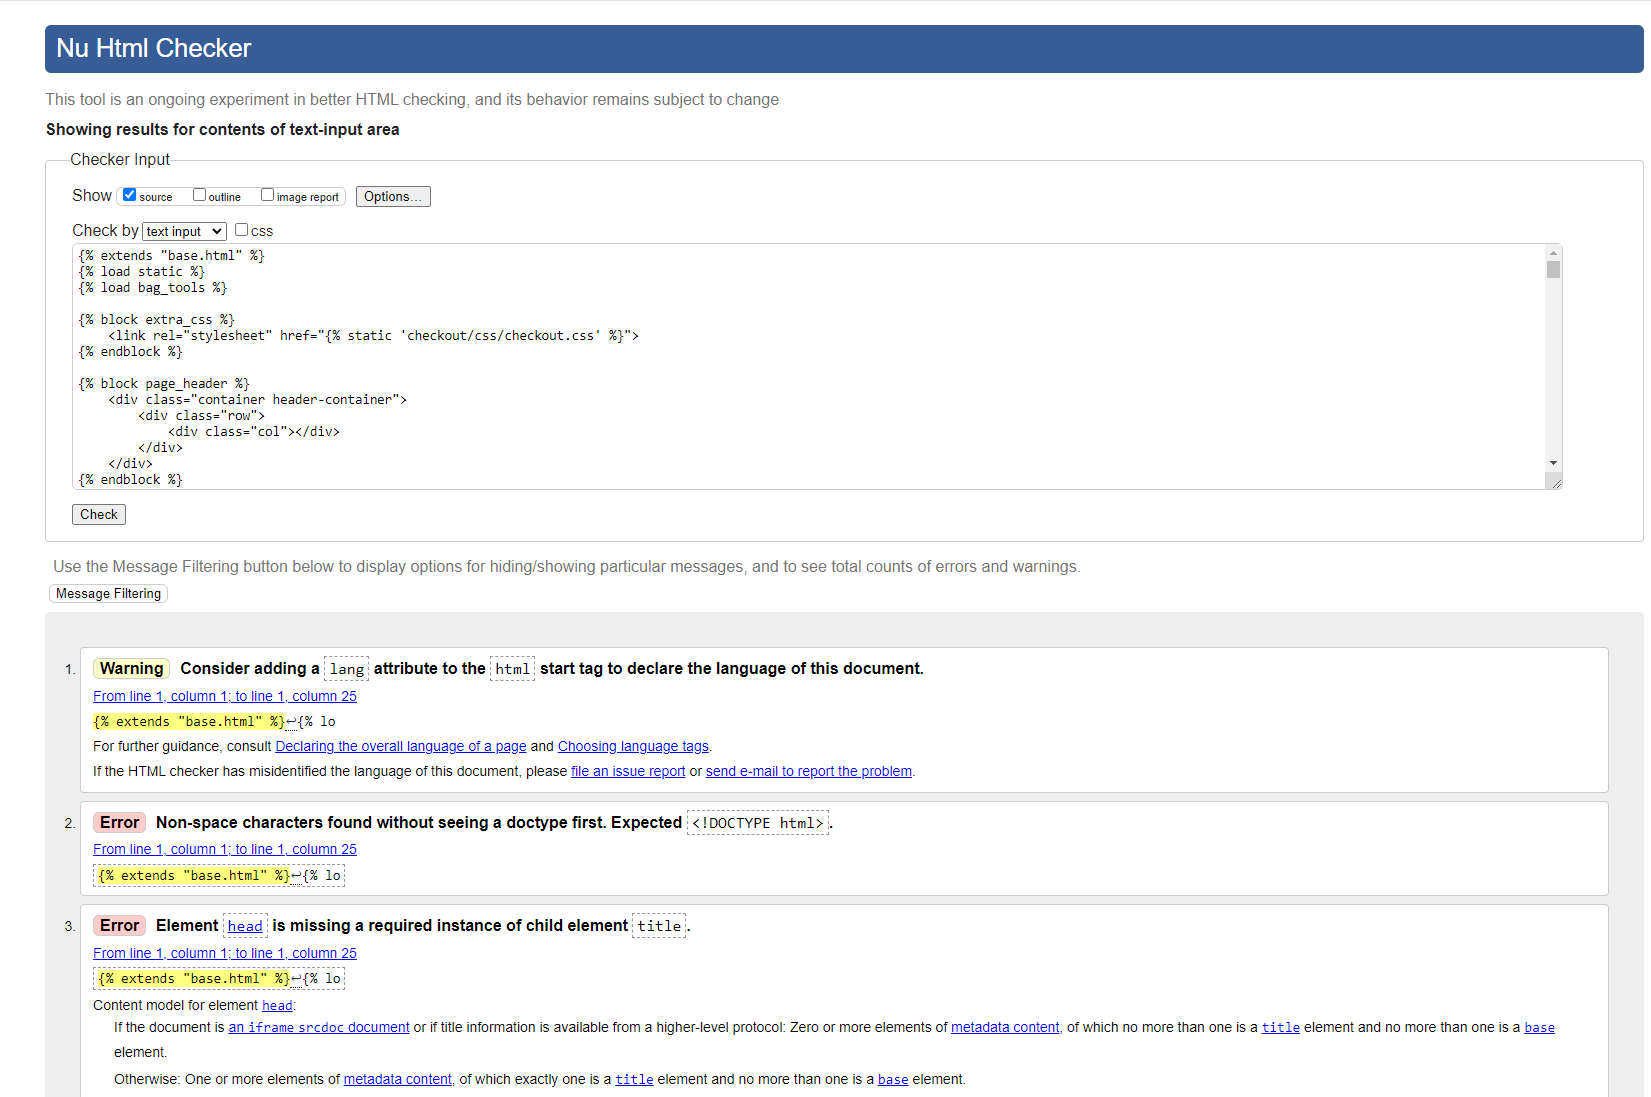 Nu Html Checker
This tool is an ongoing experiment in better HTML checking, and its behavior remains subject to change
Showing results for contents of text-input area
Checker Input
Show source outline image report Options...
Check by text input css
{% extends "base.html" %}
{% load static %}
{% load bag_tools %}
{% block extra_css %}
<link rel="stylesheet" href="{% static 'checkout/css/checkout.css' %}">
{% endblock %}
{% block page_header %}
<div class="container header-container">
<div class="row">
<div class="col"></div>
</div>
</div>
{% endblock %}
Check
Use the Message Filtering button below to display options for hiding/showing particular messages, and to see total counts of errors and warnings.
Message Filtering
1. Warning Consider adding a lang attribute to the html start tag to declare the language of this document.
From line 1, column 1; to line 1, column 25
{% extends "base.html" %}↩{% lo
For further guidance, consult Declaring the overall language of a page and Choosing language tags.
If the HTML checker has misidentified the language of this document, please file an issue report or send e-mail to report the problem.
2. Error Non-space characters found without seeing a doctype first. Expected <!DOCTYPE html>.
From line 1, column 1; to line 1, column 25
{% extends "base.html" %}↩{% lo
3. Error Element head is missing a required instance of child element title.
From line 1, column 1; to line 1, column 25
{% extends "base.html" %}↩{% lo
Content model for element head:
If the document is an iframe srcdoc document or if title information is available from a higher-level protocol: Zero or more elements of metadata content, of which no more than one is a title element and no more than one is a base
element.
Otherwise: One or more elements of metadata content, of which exactly one is a title element and no more than one is a base element.